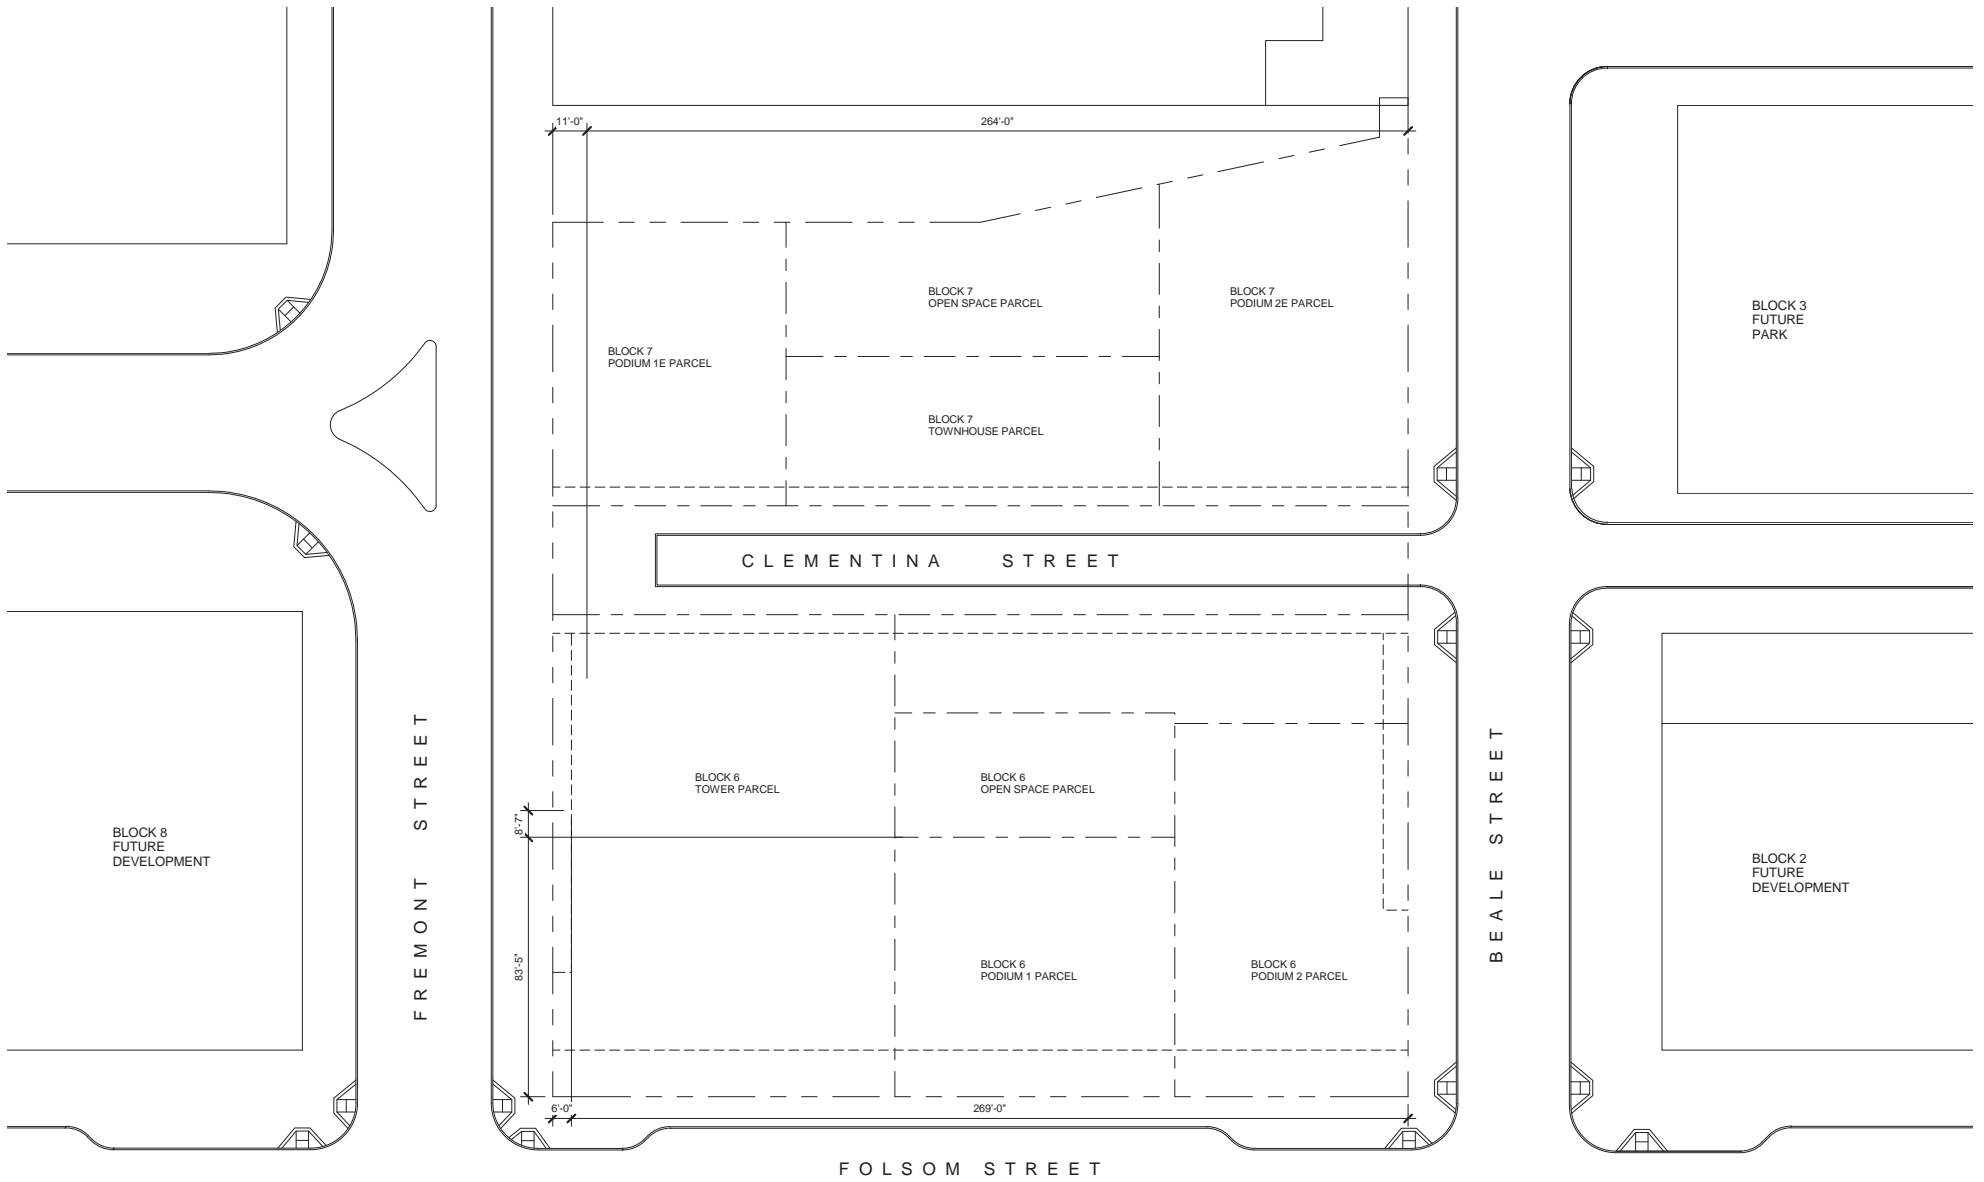 11'-0"
264'-0"
BLOCK 7
OPEN SPACE PARCEL
BLOCK 7
PODIUM 2E PARCEL
BLOCK 3
FUTURE
PARK
BLOCK 7
PODIUM 1E PARCEL
BLOCK 7
TOWNHOUSE PARCEL
CLEMENTINA STREET
FREMONT STREET
BEALE STREET
BLOCK 6
TOWER PARCEL
BLOCK 6
OPEN SPACE PARCEL
8'-7"
BLOCK 8
FUTURE
DEVELOPMENT
BLOCK 2
FUTURE
DEVELOPMENT
83'-5"
BLOCK 6
PODIUM 1 PARCEL
BLOCK 6
PODIUM 2 PARCEL
6'-0"
269'-0"
FOLSOM STREET